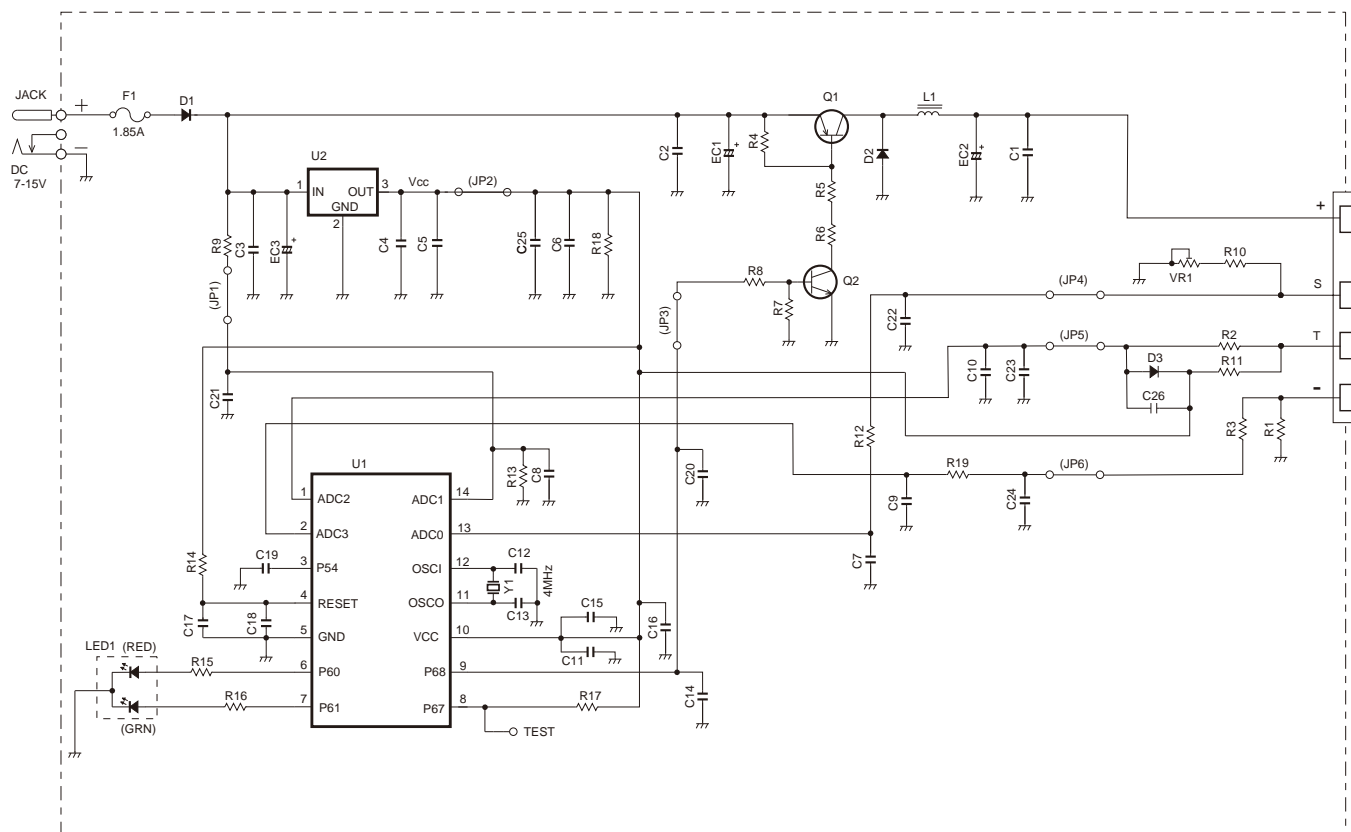 JACK
+
F1
1.85A
D1
Q1
L1
−
DC
7-15V
C2
EC1
+
R4
D2
EC2
+
C1
U2
1
IN
OUT
3
GND
2
Vcc
(JP2)
R5
R6
+
R9
C3
EC3
+
C4
C5
C25
C6
R18
R8
Q2
R7
VR1
R10
(JP1)
(JP3)
C22
(JP4)
S
(JP5)
R2
T
C10
C23
D3
R11
C26
-
C21
R12
R3
R1
U1
R13
C8
C20
R19
(JP6)
C9
C24
1
ADC2
ADC1
14
2
ADC3
ADC0
13
R14
C19
3
P54
OSCI
12
C12
Y1
4MHz
C7
4
RESET
OSCO
11
C13
C17
C18
5
GND
VCC
10
C15
C11
C16
LED1
(RED)
R15
6
P60
P68
9
C14
R16
7
P61
P67
8
R17
(GRN)
TEST